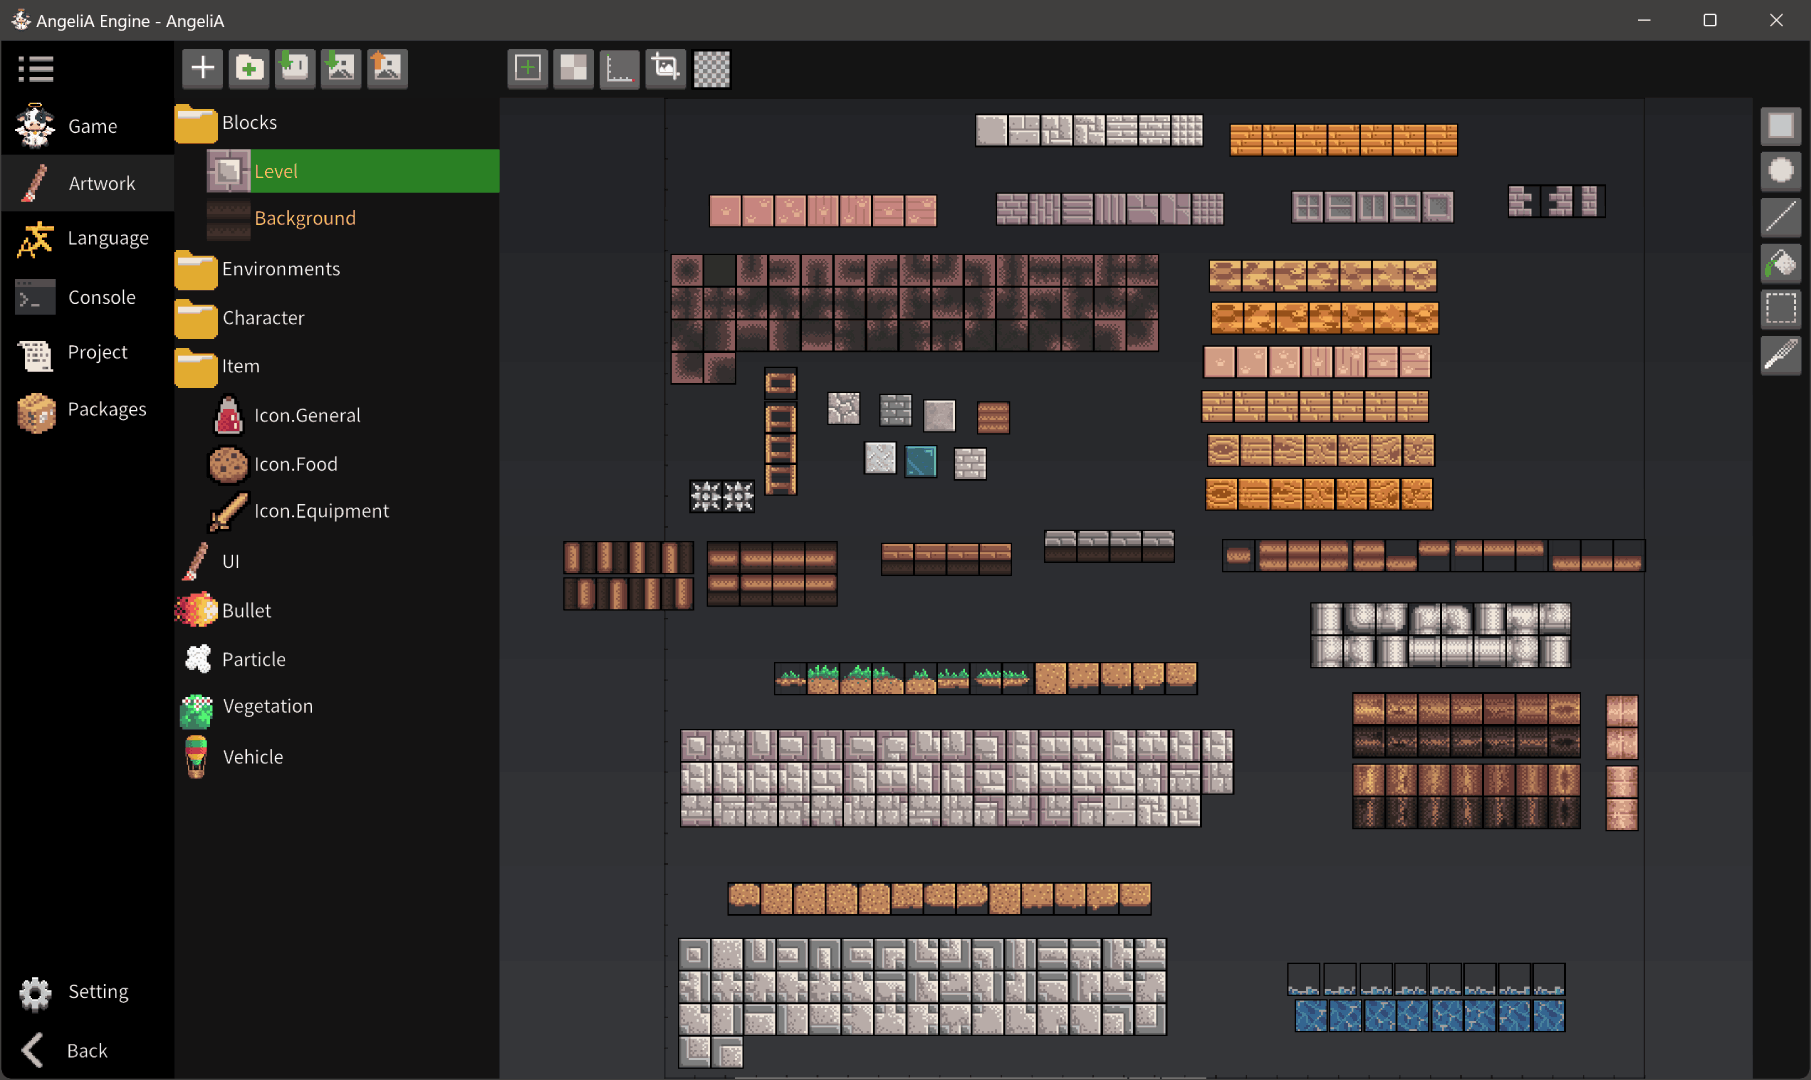 AngeliA Engine - AngeliA
Game
Artwork
Language
Console
Project
Packages
Setting
Back
Blocks
Level
Background
Environments
Character
Item
Icon.General
Icon.Food
Icon.Equipment
UI
Bullet
Particle
Vegetation
Vehicle